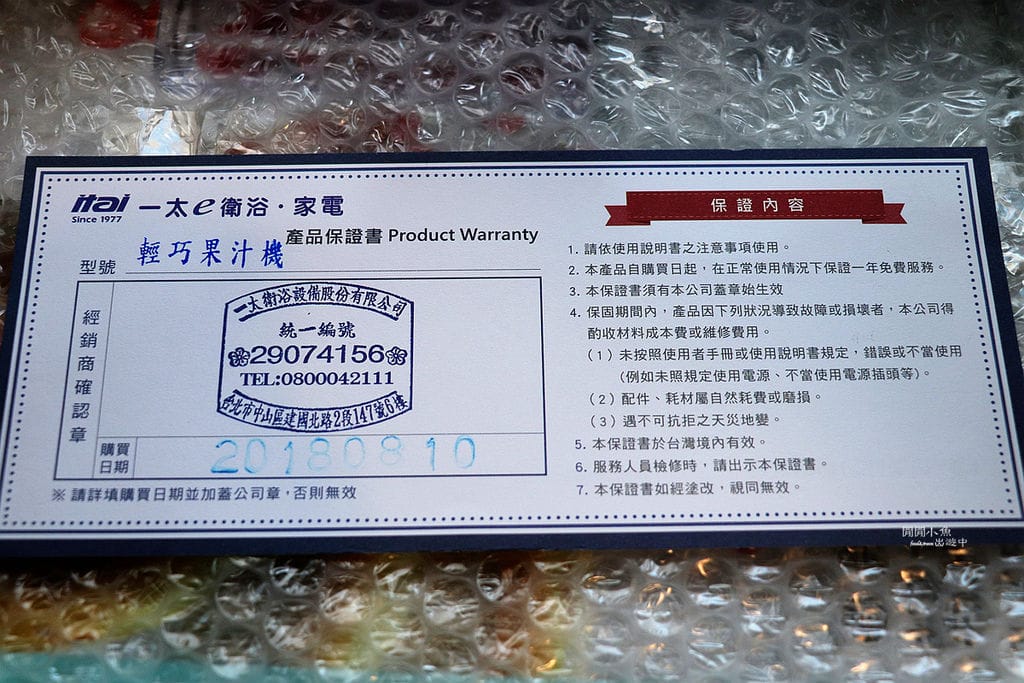 itai 一太e衛浴·家電
Since 1977
產品保證書 Product Warranty
型號 輕巧果汁機
經銷商確認章
一太衛浴設備股份有限公司
統一編號
29074156
TEL:0800042111
台北市中山區建國北路2段147號6樓
購買日期 20180810
※ 請詳填購買日期並加蓋公司章，否則無效
保證內容
1. 請依使用說明書之注意事項使用。
2. 本產品自購買日起，在正常使用情況下保證一年免費服務。
3. 本保證書須有本公司蓋章始生效
4. 保固期間內，產品因下列狀況導致故障或損壞者，本公司得
酌收材料成本費或維修費用。
（1）未按照使用者手冊或使用說明書規定，錯誤或不當使用
（例如未照規定使用電源、不當使用電源插頭等）。
（2）配件、耗材屬自然耗費或磨損。
（3）遇不可抗拒之天災地變。
5. 本保證書於台灣境內有效。
6. 服務人員檢修時，請出示本保證書。
7. 本保證書如經塗改，視同無效。
閒閒小魚
出遊中